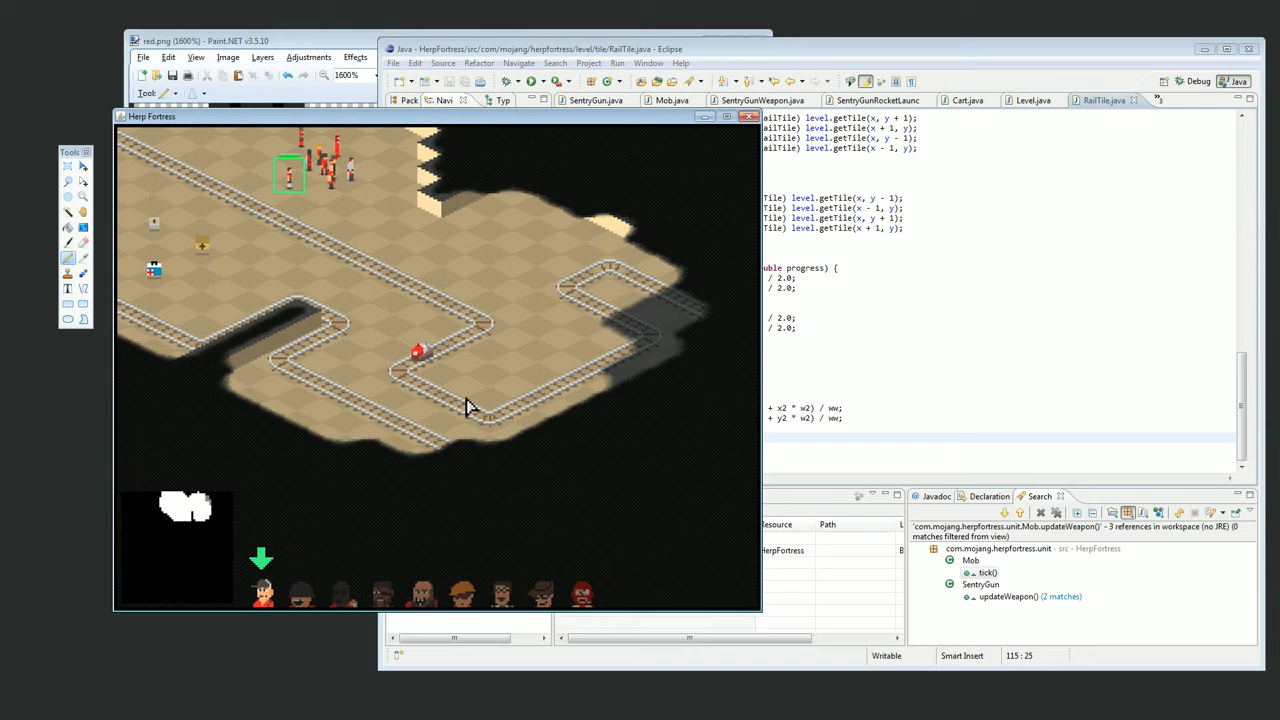 red.png (1600%) - Paint.NET v3.5.10
File Edit View Image Layers Adjustments Effects
1600%
Tool:
Tools
Java - HerpFortress/src/com/mojang/herpfortress/level/tile/RailTile.java - Eclipse
File Edit Source Refactor Navigate Search Project Run Window Help
Debug Java
Pack Navi Typ SentryGun.java Mob.java SentryGunWeapon.java SentryGunRocketLaunc Cart.java Level.java RailTile.java
Herp Fortress
ailTile) level.getTile(x, y + 1);
Tile) level.getTile(x + 1, y);
Tile) level.getTile(x, y - 1);
Tile) level.getTile(x - 1, y);
Tile) level.getTile(x, y - 1);
Tile) level.getTile(x - 1, y);
Tile) level.getTile(x, y + 1);
Tile) level.getTile(x + 1, y);
ouble progress) {
/ 2.0;
/ 2.0;
/ 2.0;
/ 2.0;
+ x2 * w2) / ww;
+ y2 * w2) / ww;
Javadoc Declaration Search
Resource Path L
HerpFortress B
'com.mojang.herpfortress.unit.Mob.updateWeapon()' - 3 references in workspace (no JRE) (0
matches filtered from view)
com.mojang.herpfortress.unit - src - HerpFortress
Mob
tick()
SentryGun
updateWeapon() (2 matches)
Writable Smart Insert 115 : 25